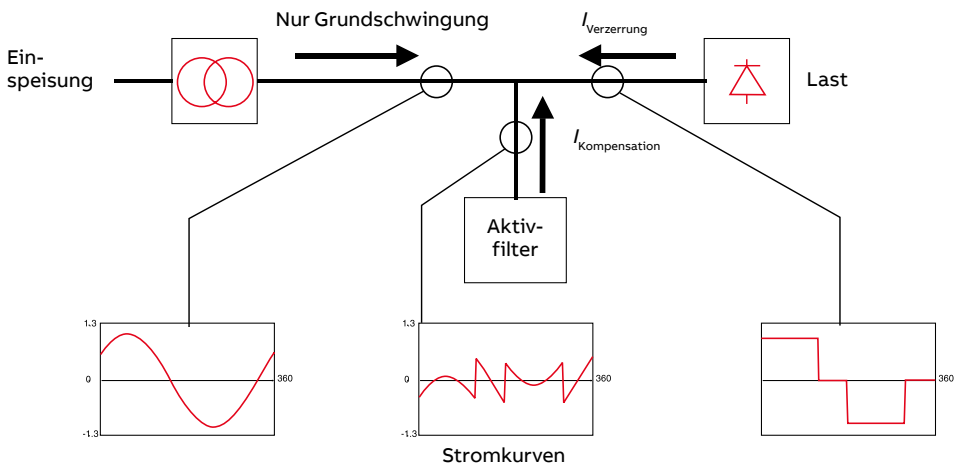 Nur Grundschwingung
I Verzerrung
Ein-
speisung
Last
I Kompensation
Aktiv-
filter
1.3
0
360
-1.3
1.3
0
360
-1.3
360
Stromkurven